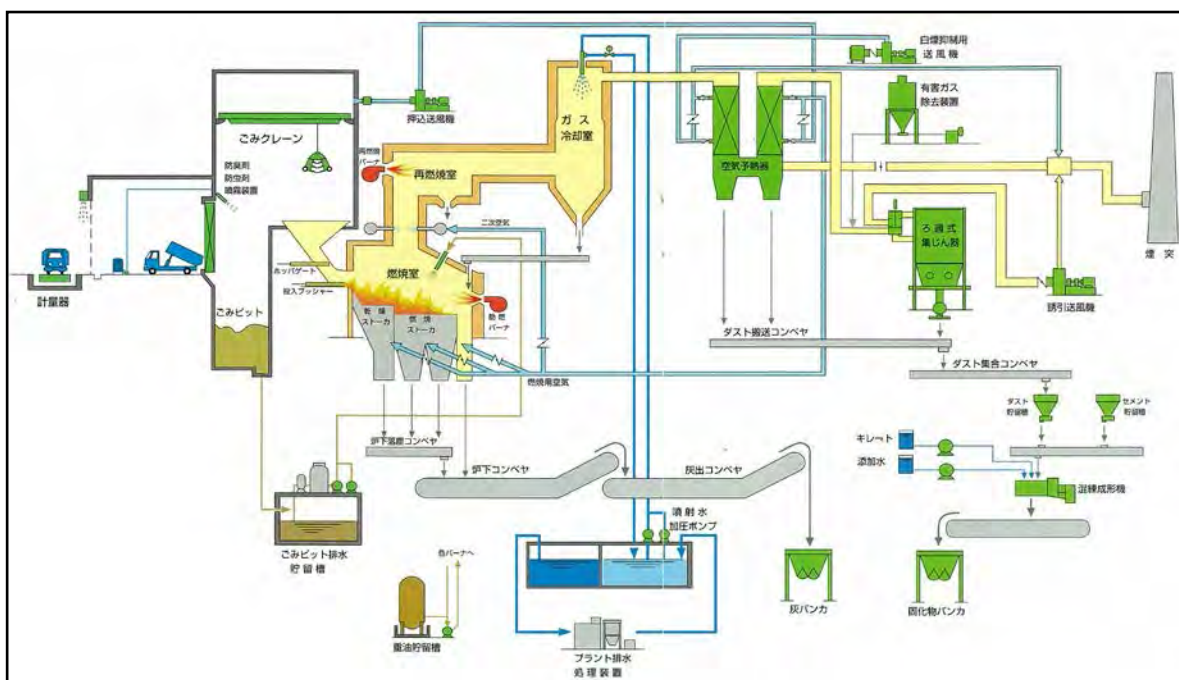 白煙抑制用
送風機
有害ガス
除去装置
押込送風機
ごみクレーン
ガス
冷却室
防臭剤
防虫剤
噴霧装置
再燃焼
バーナ
再燃焼室
空気予熱器
二次空気
ろ過式
集じん器
煙突
ホッパゲート
投入プッシャー
燃焼室
計量器
ごみピット
乾燥
ストーカ
燃焼
ストーカ
助燃
バーナ
誘引送風機
ダスト搬送コンベヤ
燃焼用空気
ダスト集合コンベヤ
ダスト
貯留槽
セメント
貯留槽
炉下落塵コンベヤ
炉下コンベヤ
灰出コンベヤ
キレート
添加水
混練成形機
噴射水
加圧ポンプ
ごみピット排水
貯留槽
各バーナへ
灰バンカ
固化物バンカ
重油貯留槽
プラント排水
処理装置